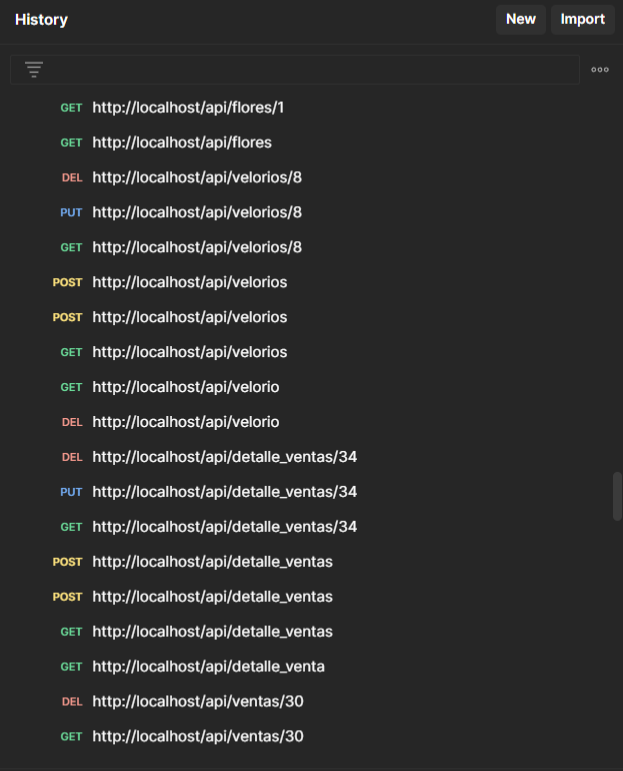 History New Import
GET http://localhost/api/flores/1
GET http://localhost/api/flores
DEL http://localhost/api/velorios/8
PUT http://localhost/api/velorios/8
GET http://localhost/api/velorios/8
POST http://localhost/api/velorios
POST http://localhost/api/velorios
GET http://localhost/api/velorios
GET http://localhost/api/velorio
DEL http://localhost/api/velorio
DEL http://localhost/api/detalle_ventas/34
PUT http://localhost/api/detalle_ventas/34
GET http://localhost/api/detalle_ventas/34
POST http://localhost/api/detalle_ventas
POST http://localhost/api/detalle_ventas
GET http://localhost/api/detalle_ventas
GET http://localhost/api/detalle_venta
DEL http://localhost/api/ventas/30
GET http://localhost/api/ventas/30